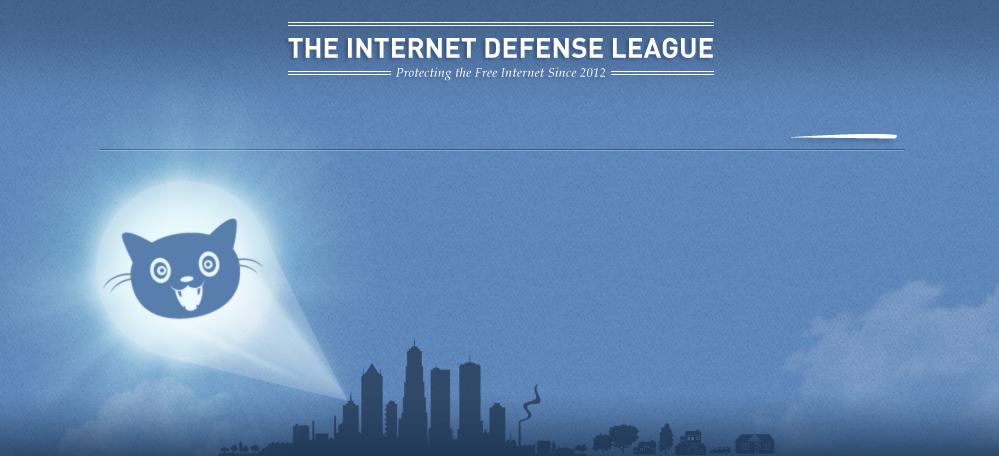 THE INTERNET DEFENSE LEAGUE
Protecting the Free Internet Since 2012